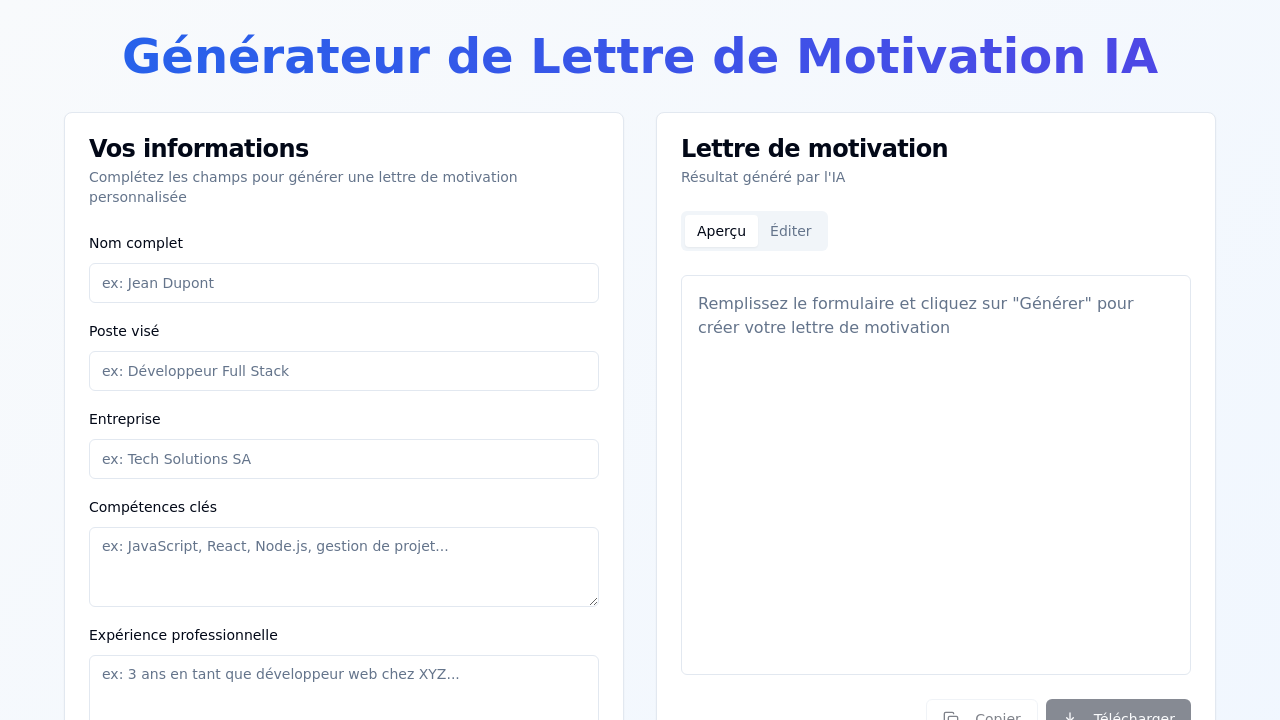 Générateur de Lettre de Motivation IA
Vos informations
Complétez les champs pour générer une lettre de motivation
personnalisée
Nom complet
ex: Jean Dupont
Poste visé
ex: Développeur Full Stack
Entreprise
ex: Tech Solutions SA
Compétences clés
ex: JavaScript, React, Node.js, gestion de projet...
Expérience professionnelle
ex: 3 ans en tant que développeur web chez XYZ...
Lettre de motivation
Résultat généré par l'IA
Aperçu
Éditer
Remplissez le formulaire et cliquez sur "Générer" pour
créer votre lettre de motivation
Copier
Télécharger